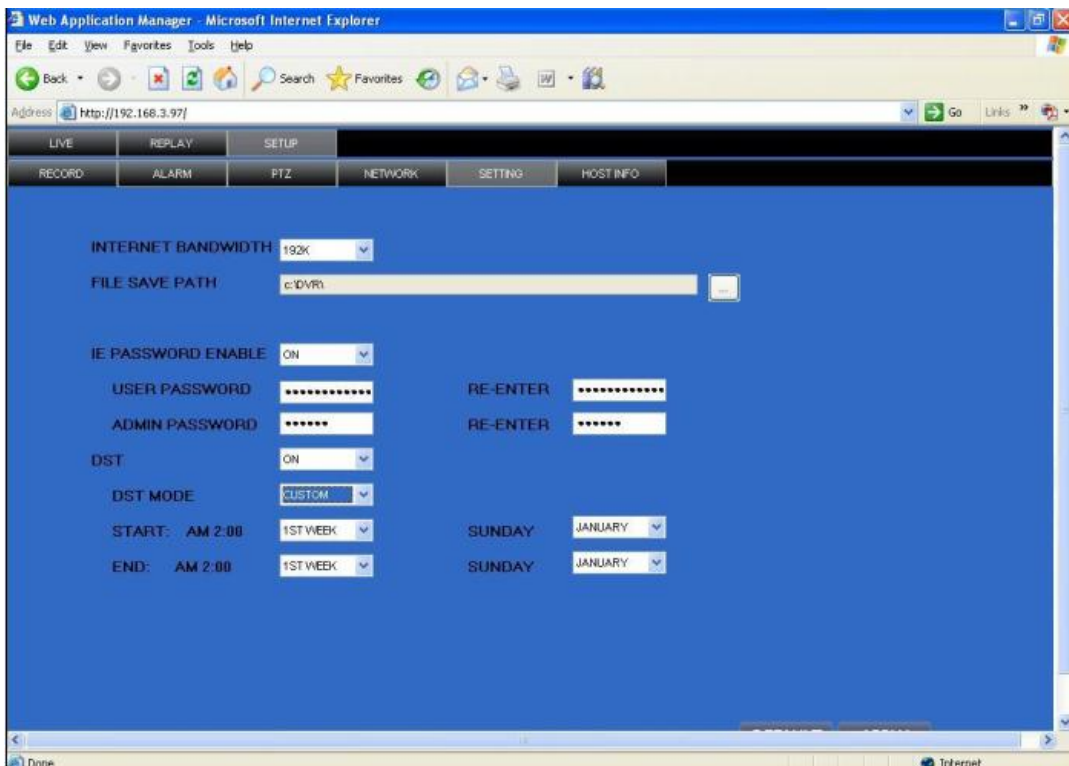 Web Application Manager - Microsoft Internet Explorer
File Edit View Favorites Tools Help
Back Search Favorites
Address http://192.168.3.97/ Go Links »
LIVE REPLAY SETUP
RECORD ALARM PTZ NETWORK SETTING HOST INFO
INTERNET BANDWIDTH 192K
FILE SAVE PATH c:\DVR\ ...
IE PASSWORD ENABLE ON
USER PASSWORD •••••••••••• RE-ENTER ••••••••••••
ADMIN PASSWORD •••••• RE-ENTER ••••••
DST ON
DST MODE CUSTOM
START: AM 2:00 1ST WEEK SUNDAY JANUARY
END: AM 2:00 1ST WEEK SUNDAY JANUARY
Done Internet